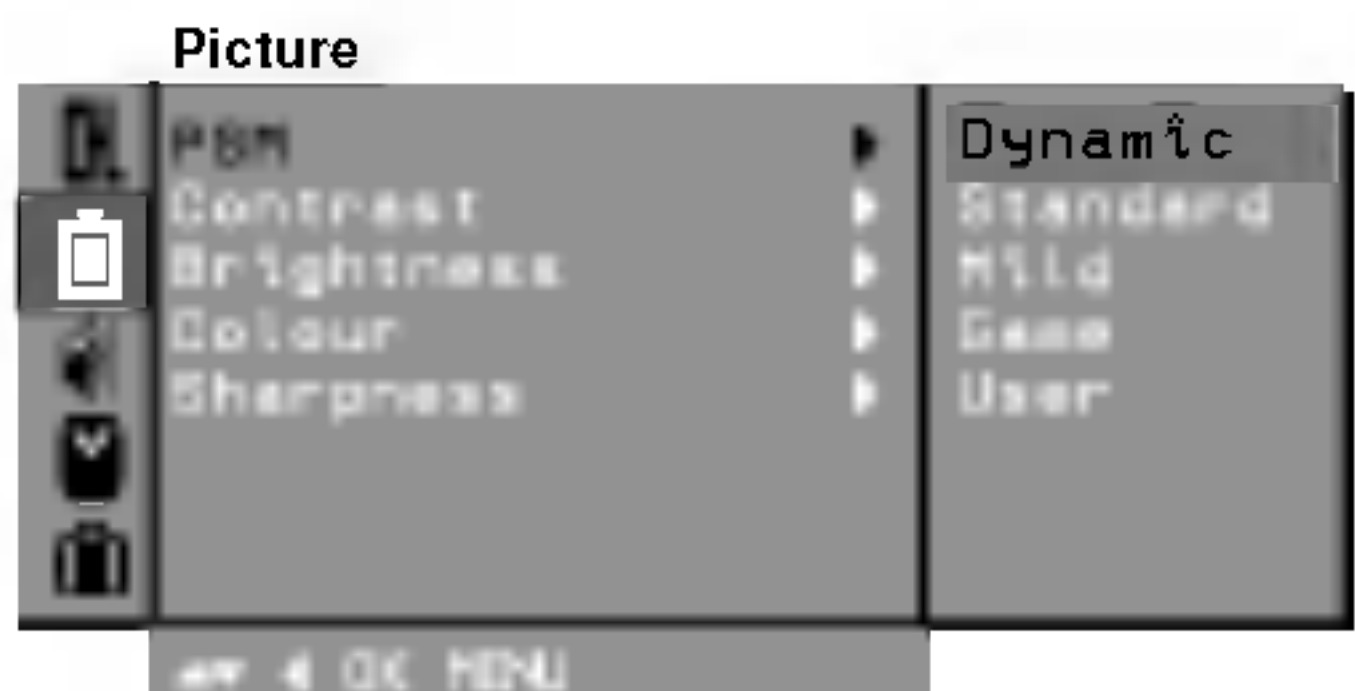 Picture
PSM
Contrast
Brightness
Colour
Sharpness
Dynamic
Standard
Mild
Game
User
OK MENU